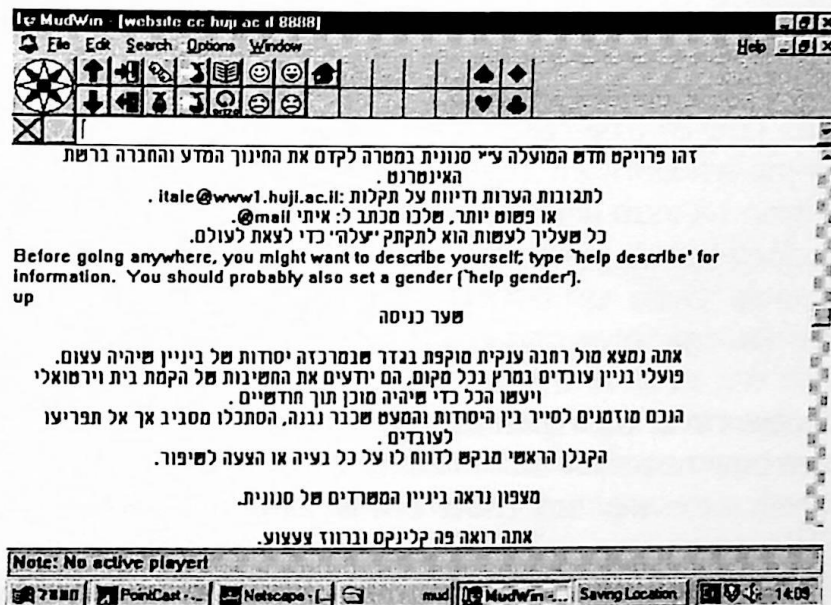 MudWin - [website.cc.huji.ac.il 8888]
File Edit Search Options Window Help
זהו פרויקט חדש המועלה ע״י סנונית במטרה לקדם את החינוך המדע והחברה ברשת
האינטרנט .
לתגובות הערות ודיווח על תקלות :itale@www1.huji.ac.il .
או פשוט יותר, שלכו מכתב ל: איתי @mail.
כל שעליך לעשות הוא לתקתק ״עלה״ כדי לצאת לעולם.
Before going anywhere, you might want to describe yourself; type `help describe' for
information. You should probably also set a gender (`help gender').
up
שער כניסה
אתה נמצא מול רחבה ענקית מוקפת בגדר שבמרכזה יסודות של ביניין שיהיה עצום.
פועלי בניין עובדים במרץ בכל מקום, הם יודעים את החשיבות של הקמת בית וירטואלי
ויעשו הכל כדי שיהיה מוכן תוך חודשיים .
הנכם מוזמנים לסייר בין היסודות והמעט שכבר נבנה, הסתכלו מסביב אך אל תפריעו
לעובדים .
הקבלן הראשי מבקש לדווח לו על כל בעיה או הצעה לשיפור.
מצפון נראה ביניין המשרדים של סנונית.
אתה רואה פה קלינקס וברווז צעצוע.
Note: No active player!
התחל PointCast -... Netscape - [... mud MudWin -... Saving Location 14:09